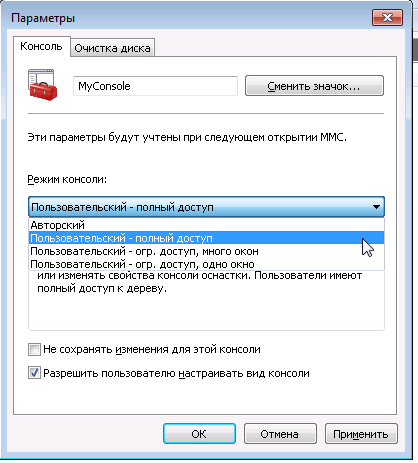 Параметры
Консоль
Очистка диска
MyConsole
Сменить значок...
Эти параметры будут учтены при следующем открытии MMC.
Режим консоли:
Пользовательский - полный доступ
Авторский
Пользовательский - полный доступ
Пользовательский - огр. доступ, много окон
Пользовательский - огр. доступ, одно окно
или изменять свойства консоли оснастки. Пользователи имеют
полный доступ к дереву.
Не сохранять изменения для этой консоли
Разрешить пользователю настраивать вид консоли
ОК
Отмена
Применить